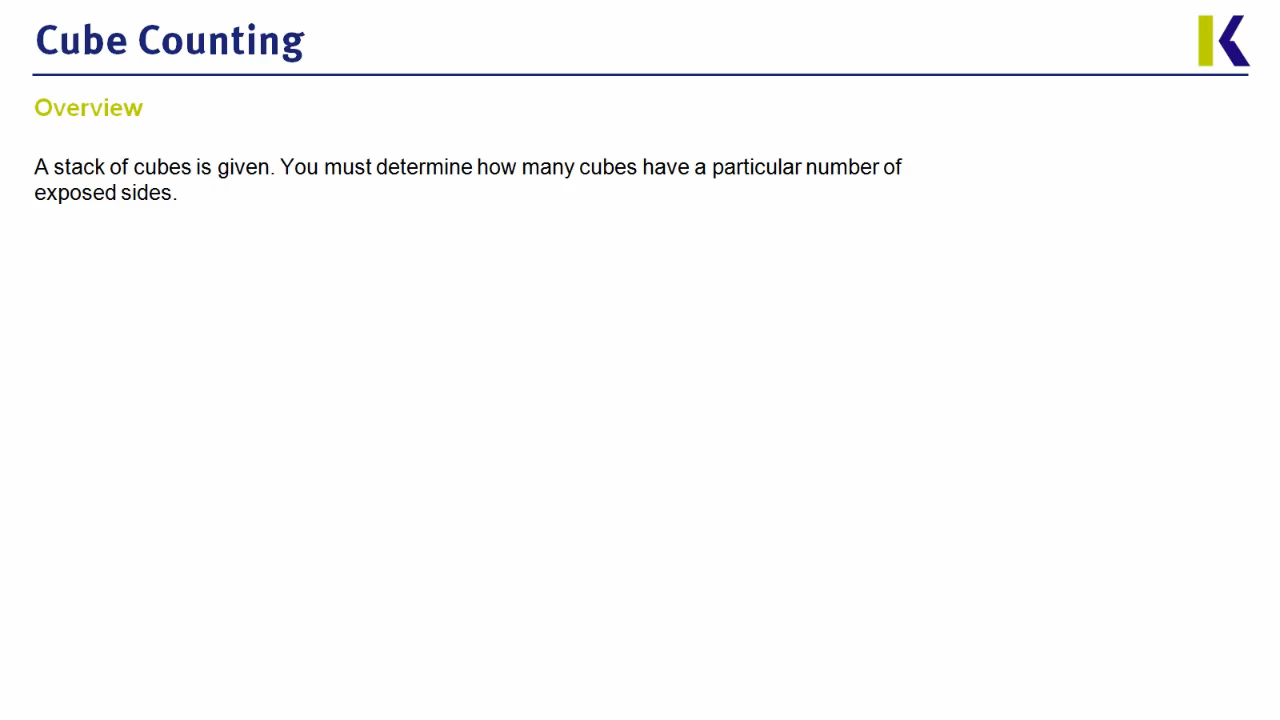 Cube Counting
Overview
A stack of cubes is given. You must determine how many cubes have a particular number of
exposed sides.